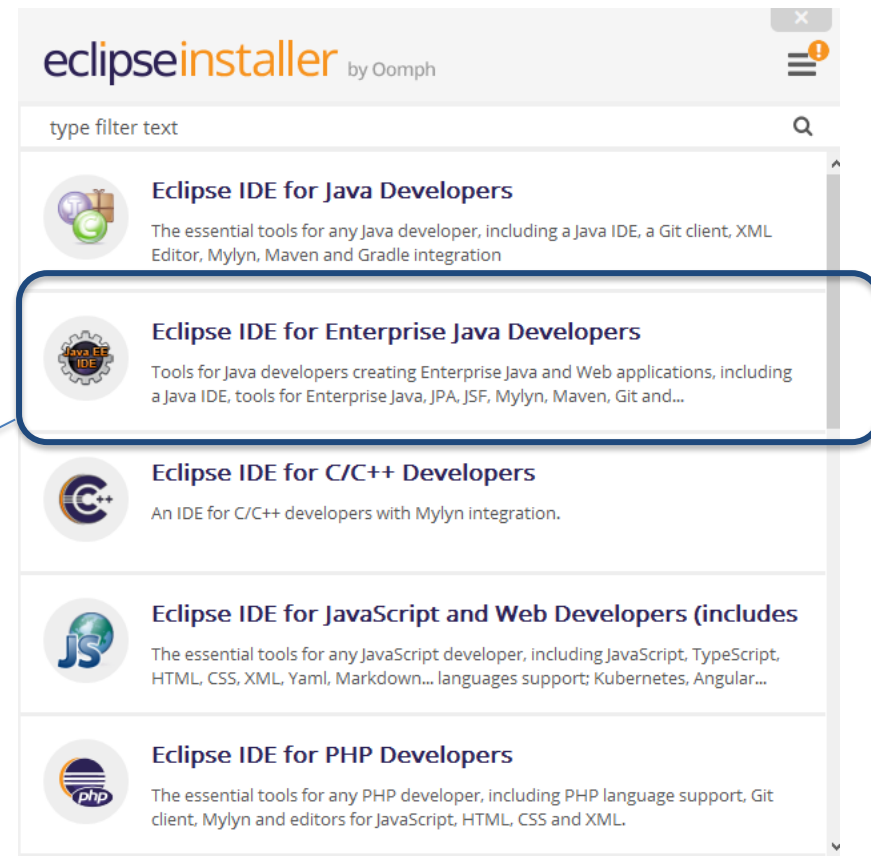 eclipseinstaller by Oomph
type filter text
Eclipse IDE for Java Developers
The essential tools for any Java developer, including a Java IDE, a Git client, XML
Editor, Mylyn, Maven and Gradle integration
Java EE
IDE
Eclipse IDE for Enterprise Java Developers
Tools for Java developers creating Enterprise Java and Web applications, including
a Java IDE, tools for Enterprise Java, JPA, JSF, Mylyn, Maven, Git and...
C++
Eclipse IDE for C/C++ Developers
An IDE for C/C++ developers with Mylyn integration.
JS
Eclipse IDE for JavaScript and Web Developers (includes
The essential tools for any JavaScript developer, including JavaScript, TypeScript,
HTML, CSS, XML, Yaml, Markdown... languages support; Kubernetes, Angular...
php
Eclipse IDE for PHP Developers
The essential tools for any PHP developer, including PHP language support, Git
client, Mylyn and editors for JavaScript, HTML, CSS and XML.